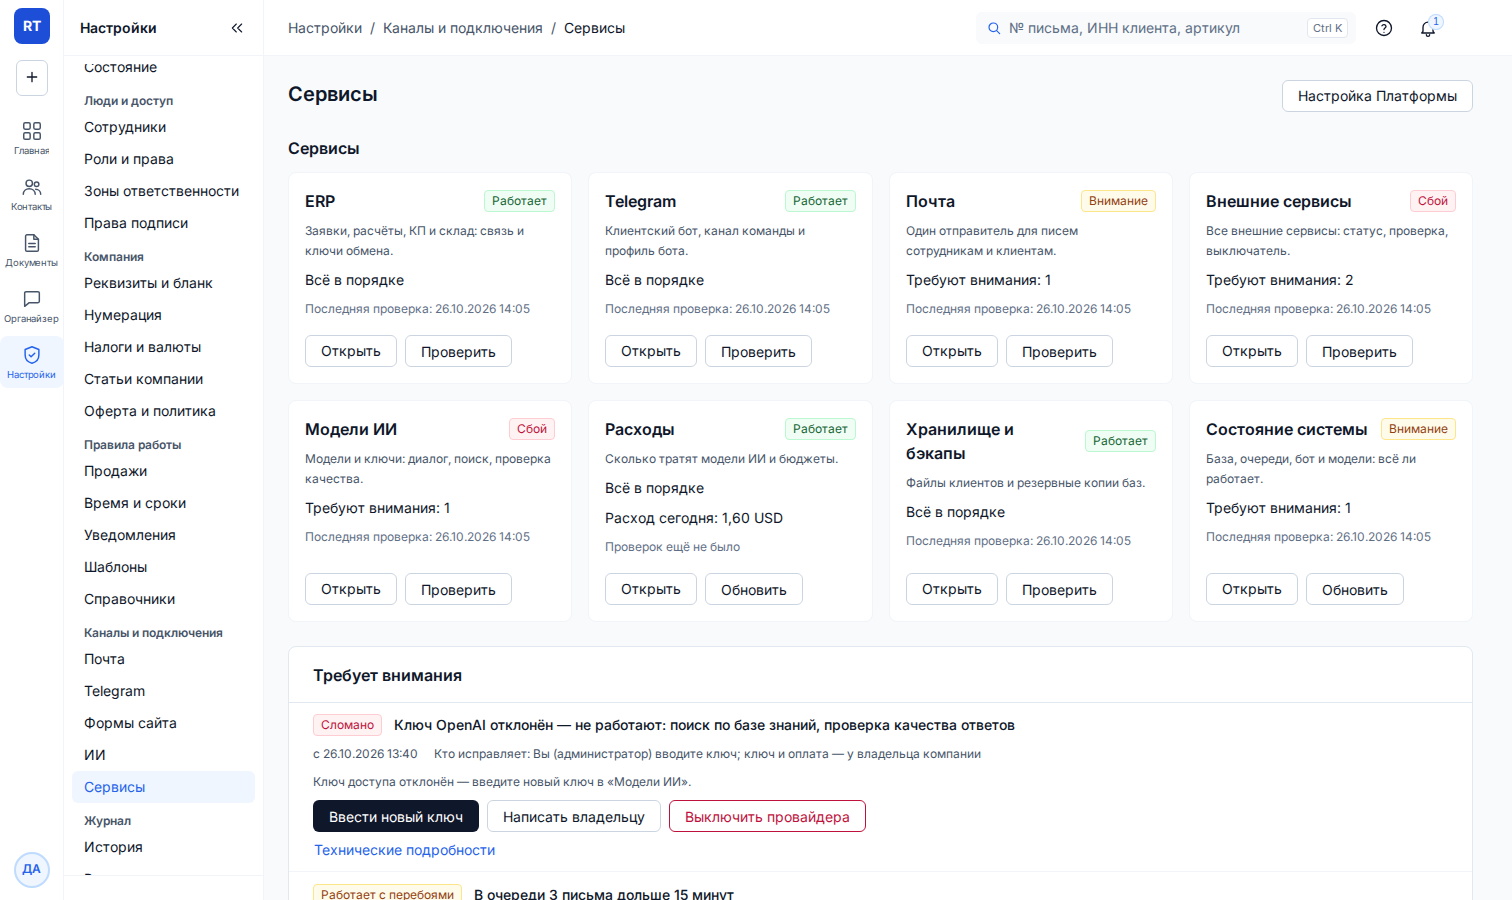 RT
Настройки
Настройки / Каналы и подключения / Сервисы
№ письма, ИНН клиента, артикул
Ctrl K
1
Главная
Контакты
Документы
Органайзер
Настройки
ДА
Состояние
Люди и доступ
Сотрудники
Роли и права
Зоны ответственности
Права подписи
Компания
Реквизиты и бланк
Нумерация
Налоги и валюты
Статьи компании
Оферта и политика
Правила работы
Продажи
Время и сроки
Уведомления
Шаблоны
Справочники
Каналы и подключения
Почта
Telegram
Формы сайта
ИИ
Сервисы
Журнал
История
Сервисы
Настройка Платформы
Сервисы
ERP
Работает
Заявки, расчёты, КП и склад: связь и
ключи обмена.
Всё в порядке
Последняя проверка: 26.10.2026 14:05
Открыть
Проверить
Telegram
Работает
Клиентский бот, канал команды и
профиль бота.
Всё в порядке
Последняя проверка: 26.10.2026 14:05
Открыть
Проверить
Почта
Внимание
Один отправитель для писем
сотрудникам и клиентам.
Требуют внимания: 1
Последняя проверка: 26.10.2026 14:05
Открыть
Проверить
Внешние сервисы
Сбой
Все внешние сервисы: статус, проверка,
выключатель.
Требуют внимания: 2
Последняя проверка: 26.10.2026 14:05
Открыть
Проверить
Модели ИИ
Сбой
Модели и ключи: диалог, поиск, проверка
качества.
Требуют внимания: 1
Последняя проверка: 26.10.2026 14:05
Открыть
Проверить
Расходы
Работает
Сколько тратят модели ИИ и бюджеты.
Всё в порядке
Расход сегодня: 1,60 USD
Проверок ещё не было
Открыть
Обновить
Хранилище и
бэкапы
Работает
Файлы клиентов и резервные копии баз.
Всё в порядке
Последняя проверка: 26.10.2026 14:05
Открыть
Проверить
Состояние системы
Внимание
База, очереди, бот и модели: всё ли
работает.
Требуют внимания: 1
Последняя проверка: 26.10.2026 14:05
Открыть
Обновить
Требует внимания
Сломано
Ключ OpenAI отклонён — не работают: поиск по базе знаний, проверка качества ответов
с 26.10.2026 13:40 Кто исправляет: Вы (администратор) вводите ключ; ключ и оплата — у владельца компании
Ключ доступа отклонён — введите новый ключ в «Модели ИИ».
Ввести новый ключ
Написать владельцу
Выключить провайдера
Технические подробности
Работает с перебоями
В очереди 3 письма дольше 15 минут